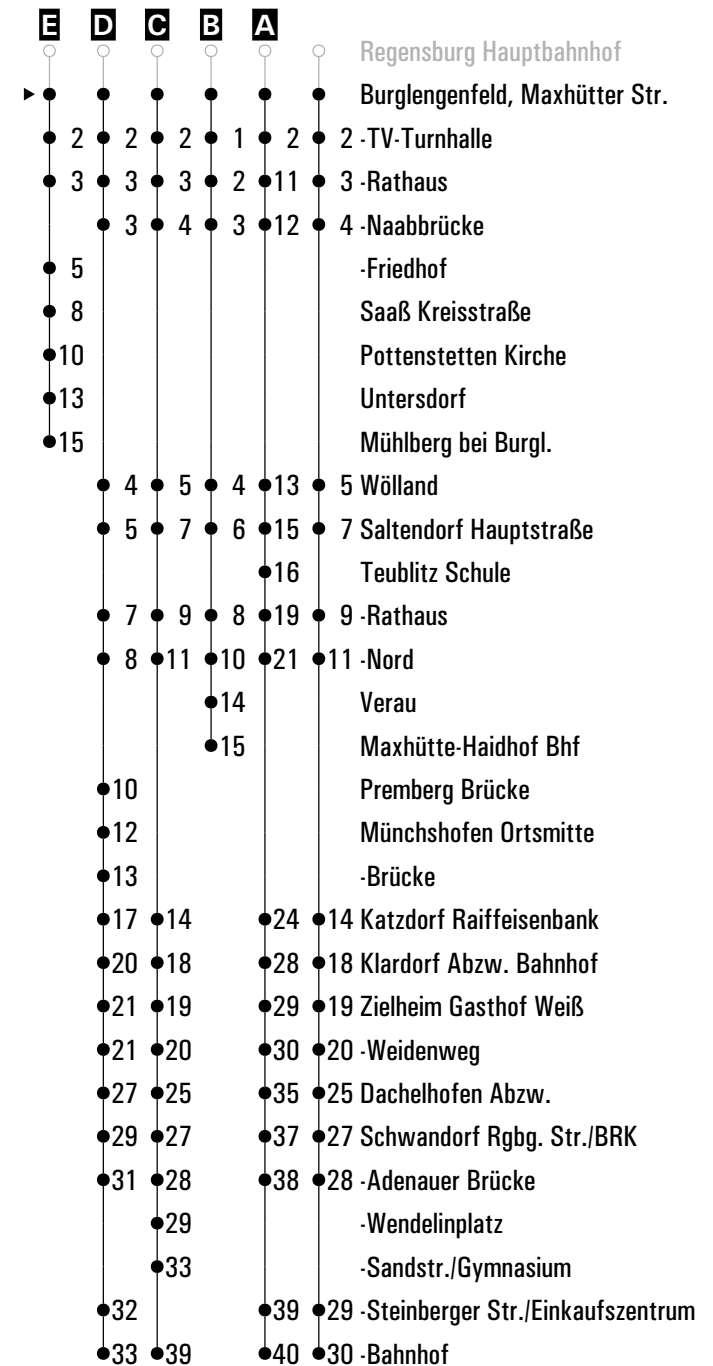 E D C B A
Regensburg Hauptbahnhof
Burglengenfeld, Maxhütter Str.
2 2 2 1 2 2 -TV-Turnhalle
3 3 3 2 11 3 -Rathaus
3 4 3 12 4 -Naabbrücke
5 -Friedhof
8 Saaß Kreisstraße
10 Pottenstetten Kirche
13 Untersdorf
15 Mühlberg bei Burgl.
4 5 4 13 5 Wölland
5 7 6 15 7 Saltendorf Hauptstraße
16 Teublitz Schule
7 9 8 19 9 -Rathaus
8 11 10 21 11 -Nord
14 Verau
15 Maxhütte-Haidhof Bhf
10 Premberg Brücke
12 Münchshofen Ortsmitte
13 -Brücke
17 14 24 14 Katzdorf Raiffeisenbank
20 18 28 18 Klardorf Abzw. Bahnhof
21 19 29 19 Zielheim Gasthof Weiß
21 20 30 20 -Weidenweg
27 25 35 25 Dachelhofen Abzw.
29 27 37 27 Schwandorf Rgbg. Str./BRK
31 28 38 28 -Adenauer Brücke
29 -Wendelinplatz
33 -Sandstr./Gymnasium
32 39 29 -Steinberger Str./Einkaufszentrum
33 39 40 30 -Bahnhof